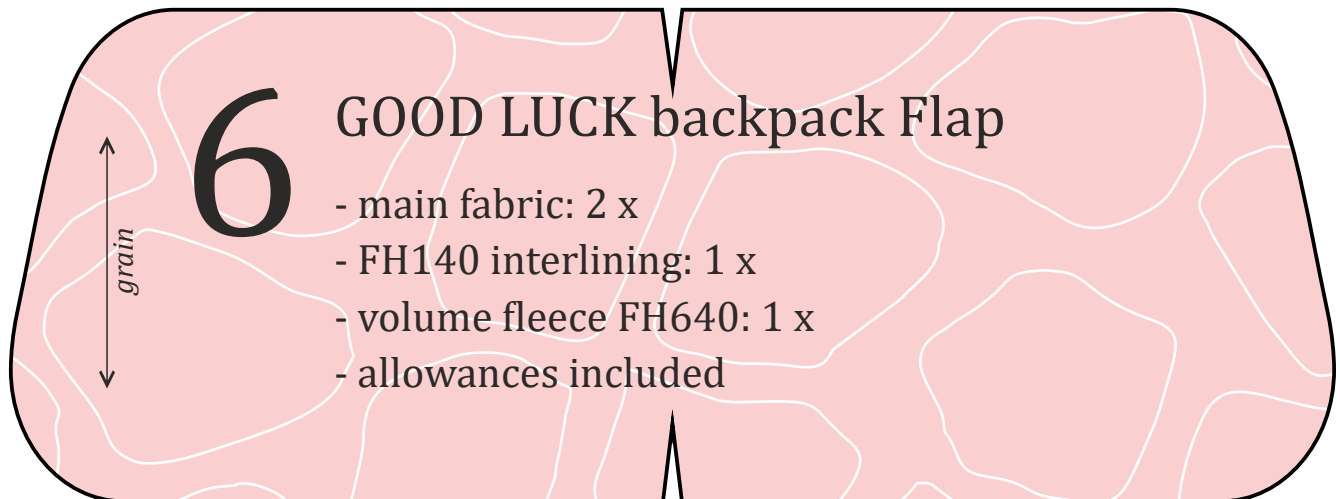 6
GOOD LUCK backpack Flap
- main fabric: 2 x
- FH140 interlining: 1 x
- volume fleece FH640: 1 x
- allowances included
grain